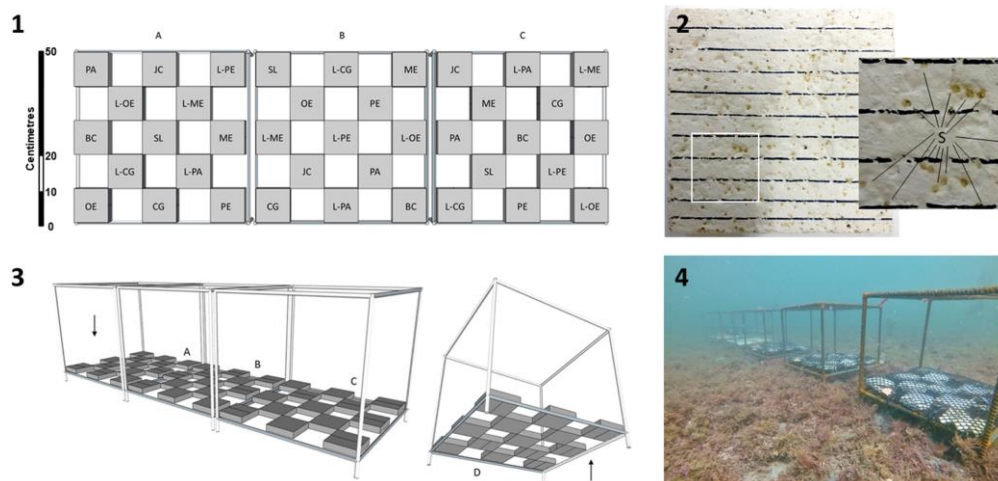 1
A B C
Centimetres
50
20
10
0
PA JC L-PE SL L-CG ME JC L-PA L-ME
L-OE L-ME OE PE ME CG
BC SL ME L-ME L-PE L-OE PA BC OE
L-CG L-PA JC PA SL L-PE
OE CG PE CG L-PA BC L-CG PE L-OE
2
S
3
A
B
C
D
4